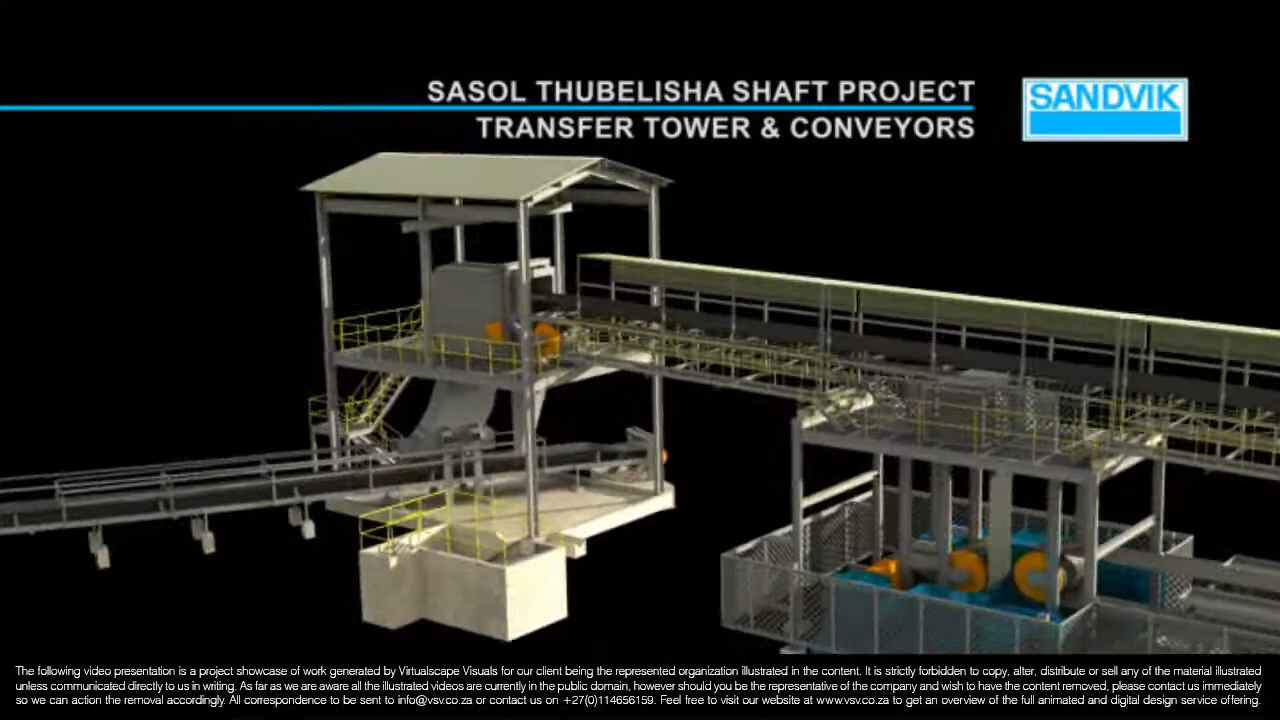 SASOL THUBELISHA SHAFT PROJECT
TRANSFER TOWER & CONVEYORS
SANDVIK
The following video presentation is a project showcase of work generated by Virtualscape Visuals for our client being the represented organization illustrated in the content. It is strictly forbidden to copy, alter, distribute or sell any of the material illustrated
unless communicated directly to us in writing. As far as we are aware all the illustrated videos are currently in the public domain, however should you be the representative of the company and wish to have the content removed, please contact us immediately
so we can action the removal accordingly. All correspondence to be sent to info@vsv.co.za or contact us on +27(0)114656159. Feel free to visit our website at www.vsv.co.za to get an overview of the full animated and digital design service offering.